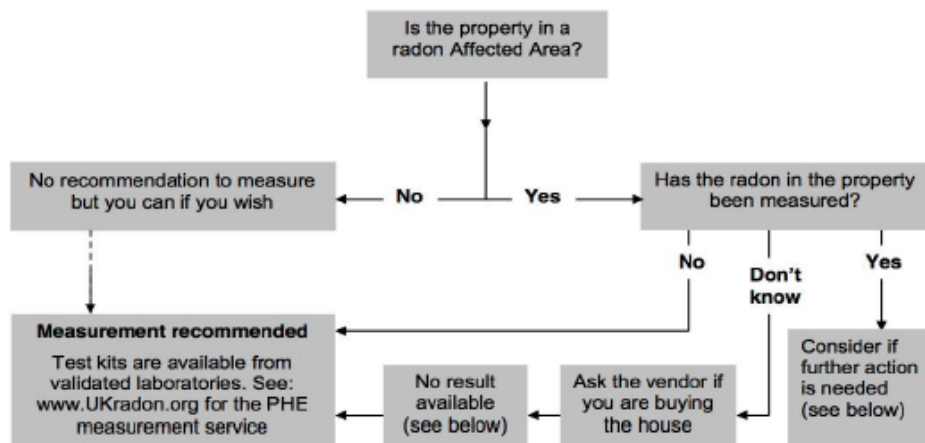 Is the property in a
radon Affected Area?
No recommendation to measure
but you can if you wish
No
Yes
Has the radon in the property
been measured?
No
Don't
know
Yes
Measurement recommended
Test kits are available from
validated laboratories. See:
www.UKradon.org for the PHE
measurement service
No result
available
(see below)
Ask the vendor if
you are buying
the house
Consider if
further action
is needed
(see below)